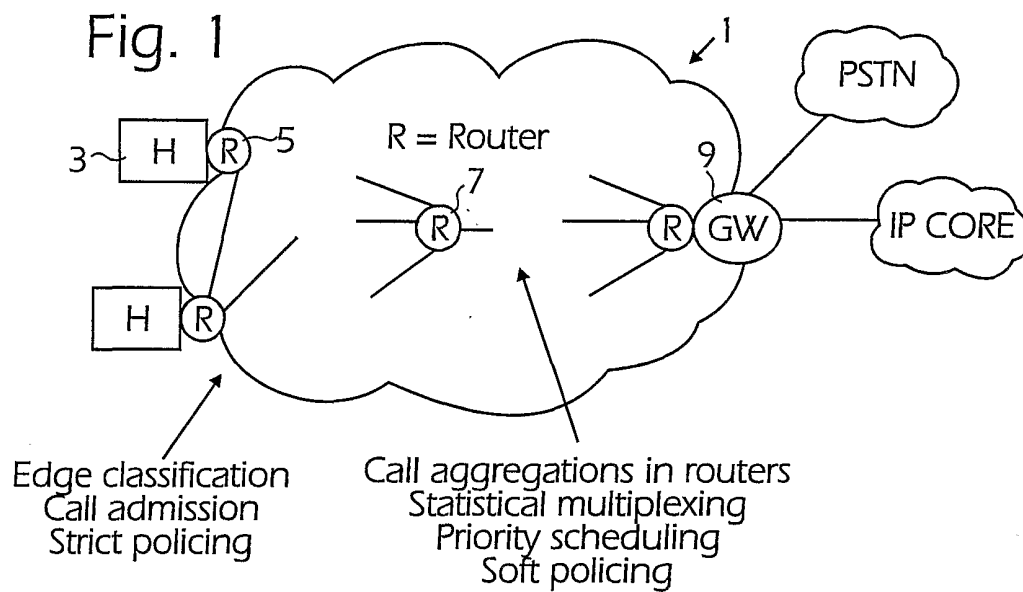 Fig. 1
1
PSTN
3
H
R
5
R = Router
9
7
R
R
GW
IP CORE
H
R
Edge classification
Call admission
Strict policing
Call aggregations in routers
Statistical multiplexing
Priority scheduling
Soft policing